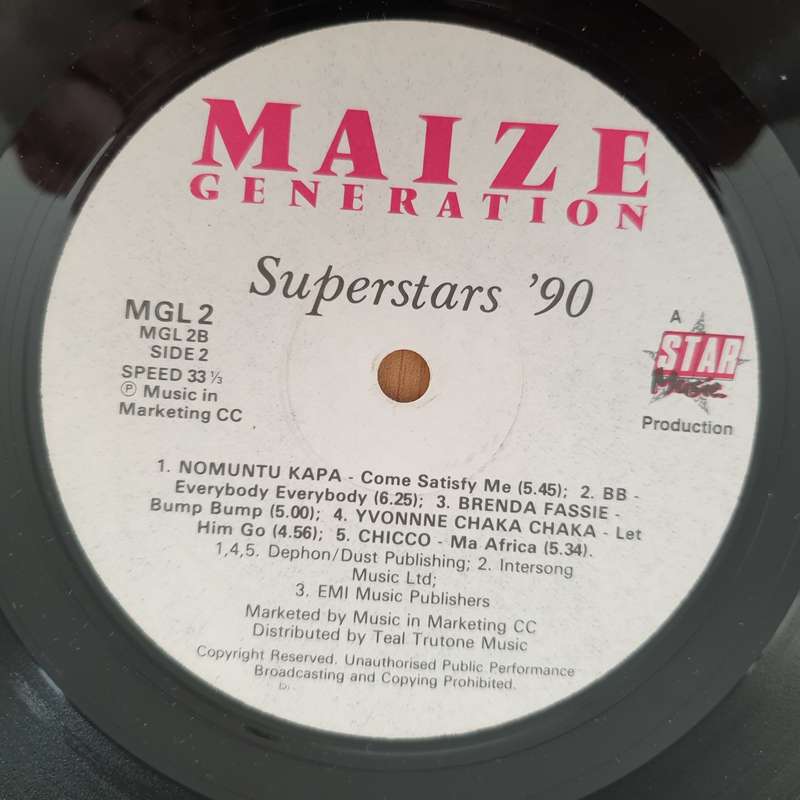 MAIZE
GENERATION
Superstars '90
MGL 2
MGL 2B
SIDE 2
SPEED 33 ⅓
Ⓟ Music in
Marketing CC
A
STAR
Music
Production
1. NOMUNTU KAPA - Come Satisfy Me (5.45); 2. BB -
Everybody Everybody (6.25); 3. BRENDA FASSIE -
Bump Bump (5.00); 4. YVONNNE CHAKA CHAKA - Let
Him Go (4.56); 5. CHICCO - Ma Africa (5.34).
1,4,5. Dephon/Dust Publishing; 2. Intersong
Music Ltd;
3. EMI Music Publishers
Marketed by Music in Marketing CC
Distributed by Teal Trutone Music
Copyright Reserved. Unauthorised Public Performance
Broadcasting and Copying Prohibited.